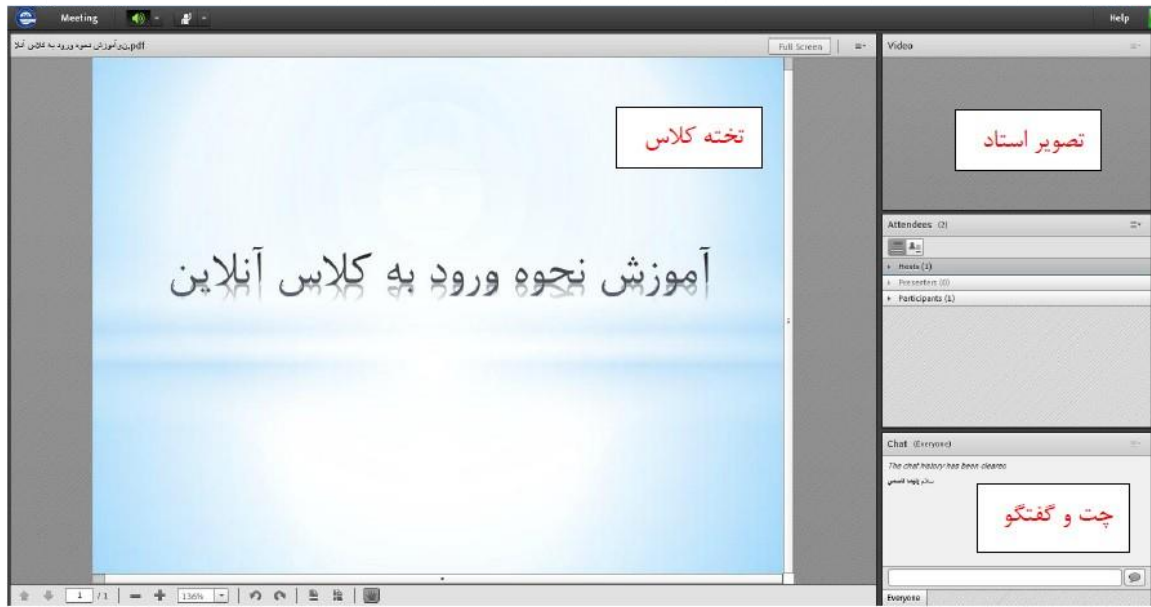 Meeting
Help
آموزش نحوه ورود به کلاس آنلا.pdf
Full Screen
تخته کلاس
آموزش نحوه ورود به کلاس آنلاین
Video
تصویر استاد
Attendees (2)
Hosts (1)
Presenters (0)
Participants (1)
Chat (Everyone)
The chat history has been cleared
سلام
چت و گفتگو
Everyone
1 / 1
136%